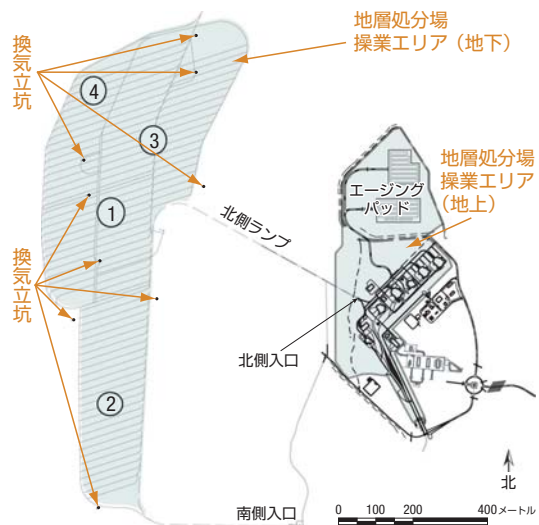 換気立坑
地層処分場
操業エリア（地下）
④
③
地層処分場
操業エリア
（地上）
エージング
パッド
①
北側ランプ
換気立坑
北側入口
②
北
南側入口
0 100 200 400メートル